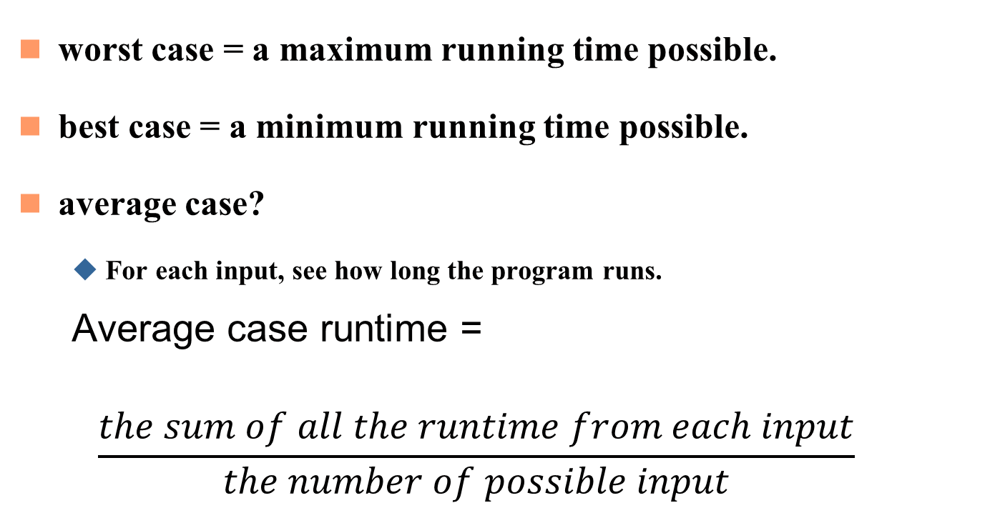 worst case = a maximum running time possible.
best case = a minimum running time possible.
average case?
For each input, see how long the program runs.
Average case runtime =
the sum of all the runtime from each input
the number of possible input